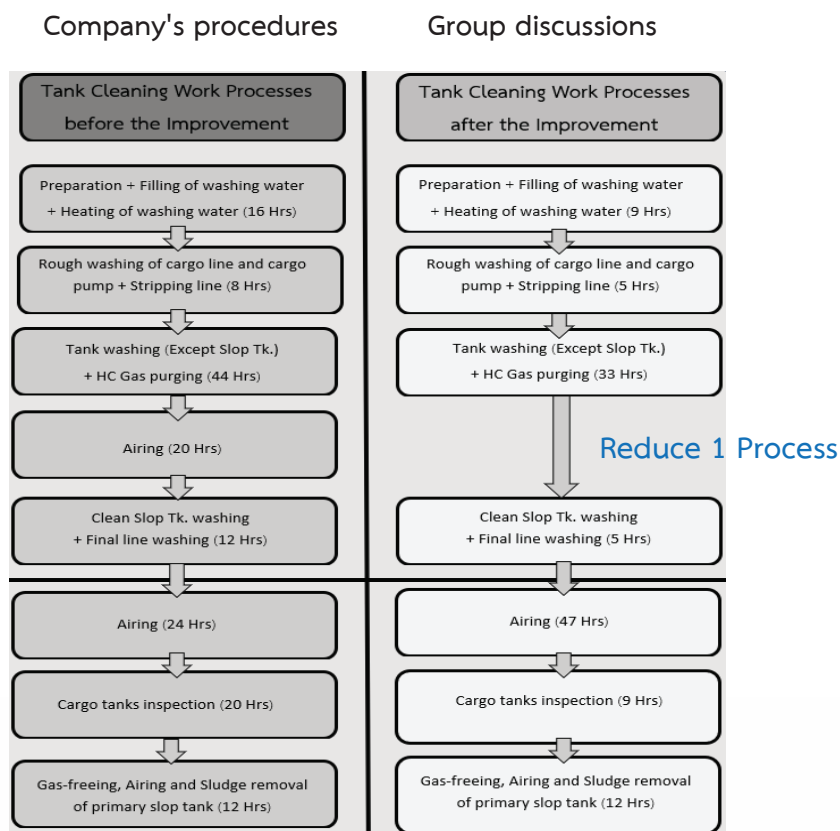 Company's procedures
Group discussions
Tank Cleaning Work Processes
before the Improvement
Preparation + Filling of washing water
+ Heating of washing water (16 Hrs)
Rough washing of cargo line and cargo
pump + Stripping line (8 Hrs)
Tank washing (Except Slop Tk.)
+ HC Gas purging (44 Hrs)
Airing (20 Hrs)
Clean Slop Tk. washing
+ Final line washing (12 Hrs)
Airing (24 Hrs)
Cargo tanks inspection (20 Hrs)
Gas-freeing, Airing and Sludge removal
of primary slop tank (12 Hrs)
Tank Cleaning Work Processes
after the Improvement
Preparation + Filling of washing water
+ Heating of washing water (9 Hrs)
Rough washing of cargo line and cargo
pump + Stripping line (5 Hrs)
Tank washing (Except Slop Tk.)
+ HC Gas purging (33 Hrs)
Reduce 1 Process
Clean Slop Tk. washing
+ Final line washing (5 Hrs)
Airing (47 Hrs)
Cargo tanks inspection (9 Hrs)
Gas-freeing, Airing and Sludge removal
of primary slop tank (12 Hrs)